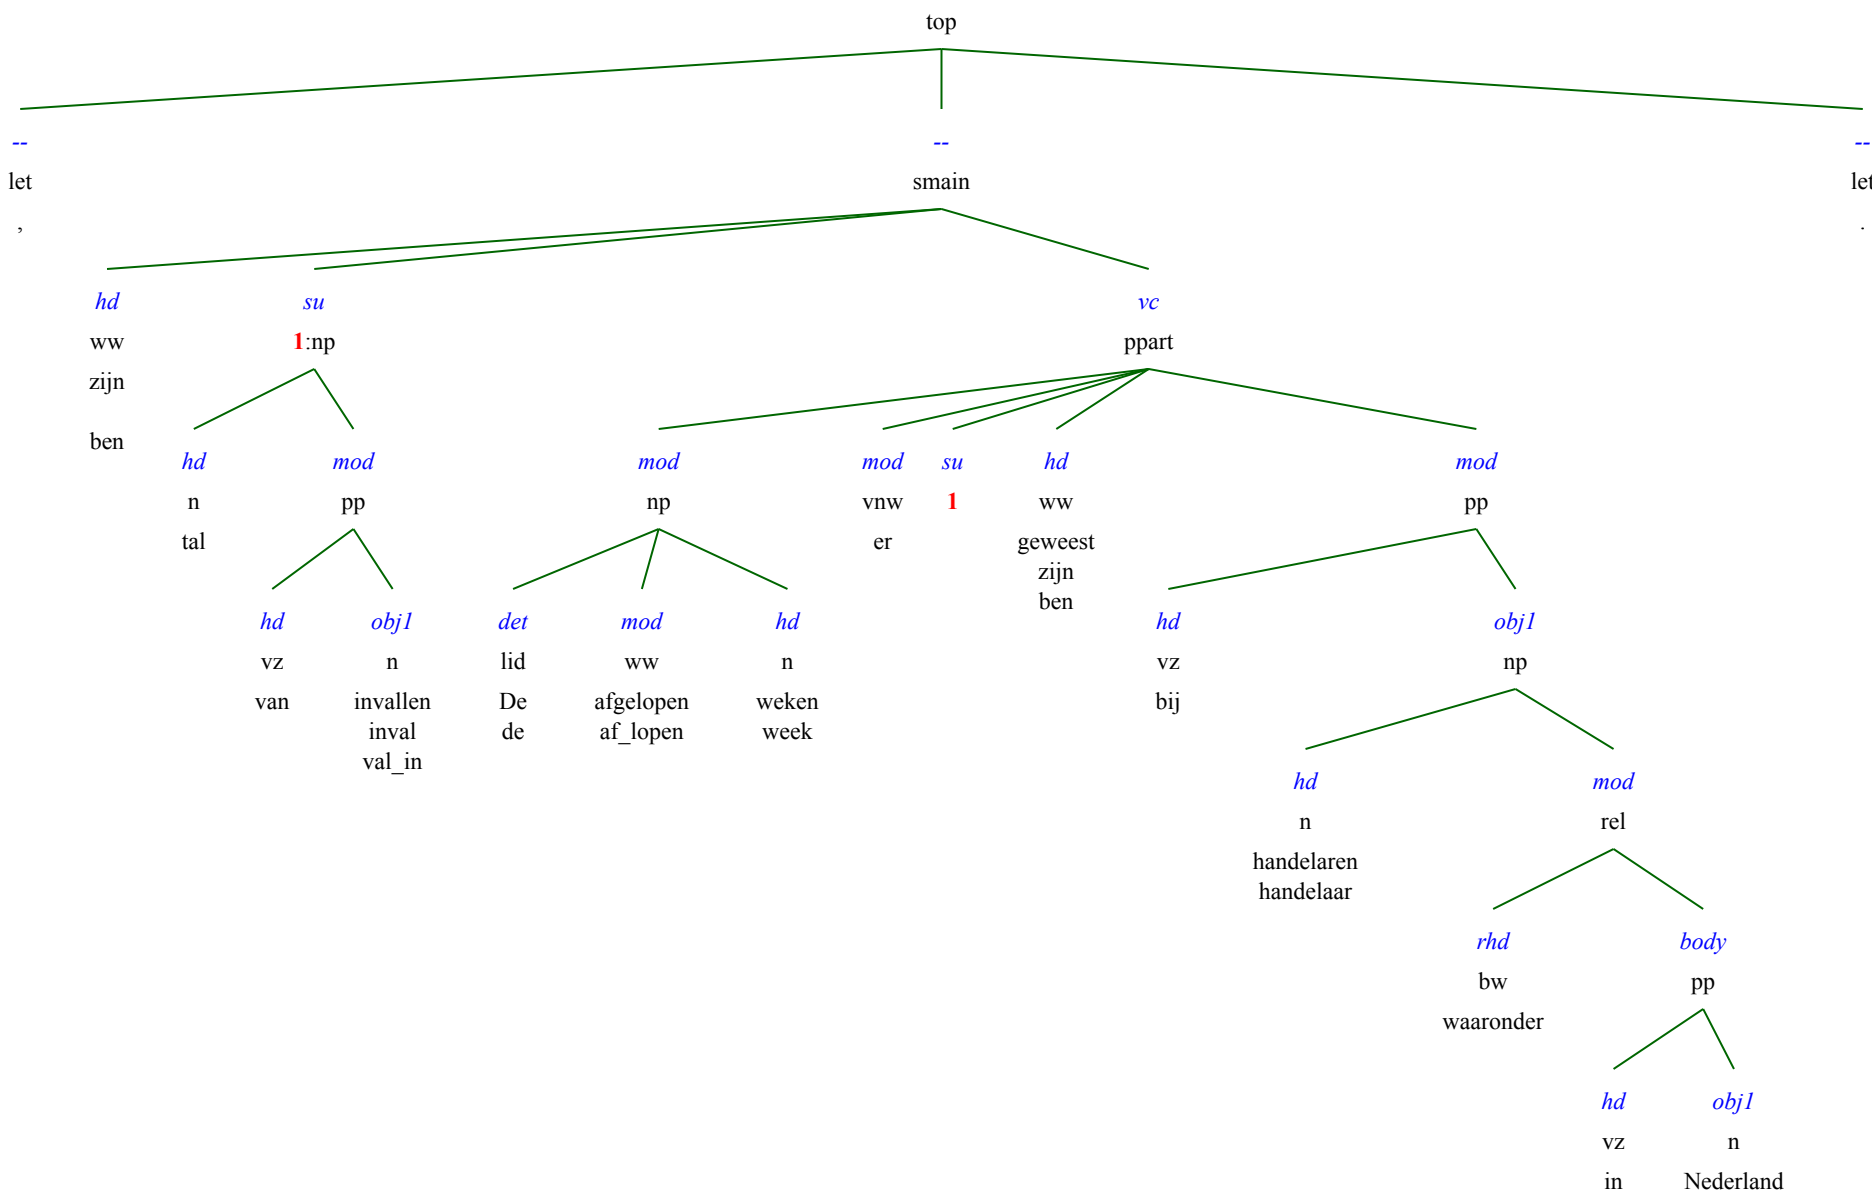 top
-- -- --
let smain let
, .
hd su vc
ww 1:np ppart
zijn
ben
hd mod mod mod su hd mod
n pp np vnw 1 ww pp
tal er geweest
zijn
ben
hd obj1 det mod hd hd obj1
vz n lid ww n vz np
van invallen De afgelopen weken bij
inval de af_lopen week
val_in
hd mod
n rel
handelaren
handelaar
rhd body
bw pp
waaronder
hd obj1
vz n
in Nederland